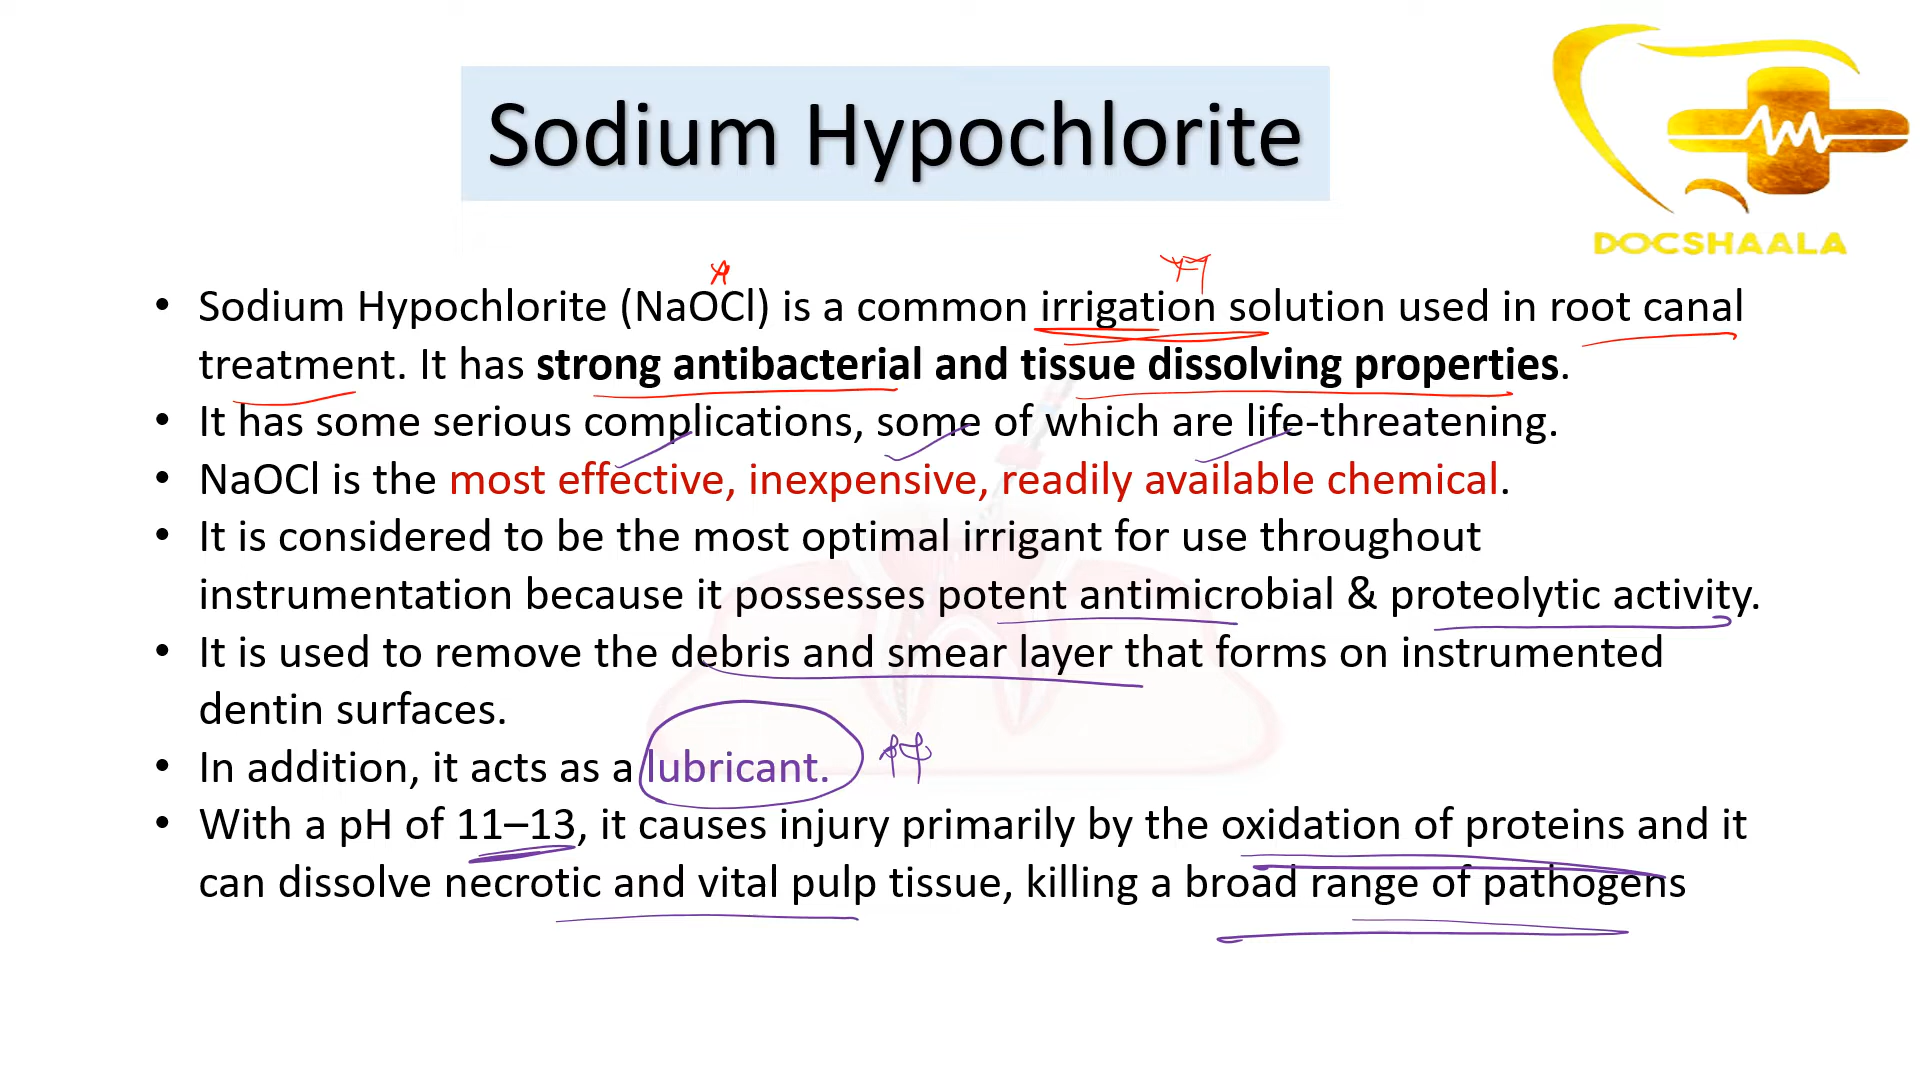 Sodium Hypochlorite
DOCSHAALA
• Sodium Hypochlorite (NaOCl) is a common irrigation solution used in root canal
treatment. It has strong antibacterial and tissue dissolving properties.
• It has some serious complications, some of which are life-threatening.
• NaOCl is the most effective, inexpensive, readily available chemical.
• It is considered to be the most optimal irrigant for use throughout
instrumentation because it possesses potent antimicrobial & proteolytic activity.
• It is used to remove the debris and smear layer that forms on instrumented
dentin surfaces.
• In addition, it acts as a lubricant.
• With a pH of 11–13, it causes injury primarily by the oxidation of proteins and it
can dissolve necrotic and vital pulp tissue, killing a broad range of pathogens